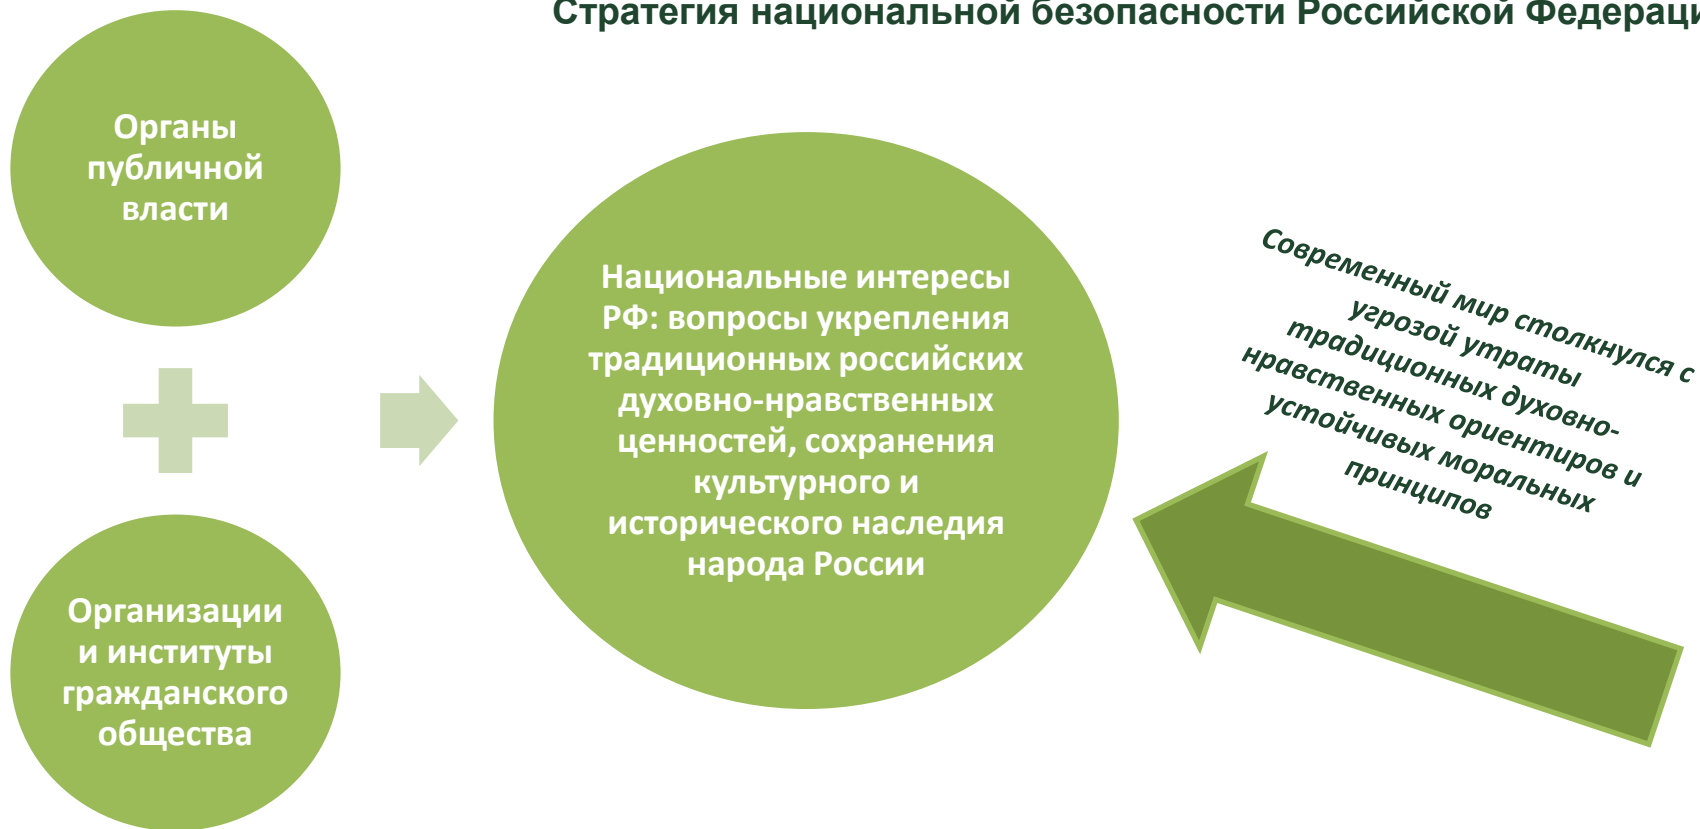 Стратегия национальной безопасности Российской Федераци
Органы
публичной
власти
Организации
и институты
гражданского
общества
Национальные интересы
РФ: вопросы укрепления
традиционных российских
духовно-нравственных
ценностей, сохранения
культурного и
исторического наследия
народа России
Современный мир столкнулся с
угрозой утраты
традиционных духовно-
нравственных ориентиров и
устойчивых моральных
принципов